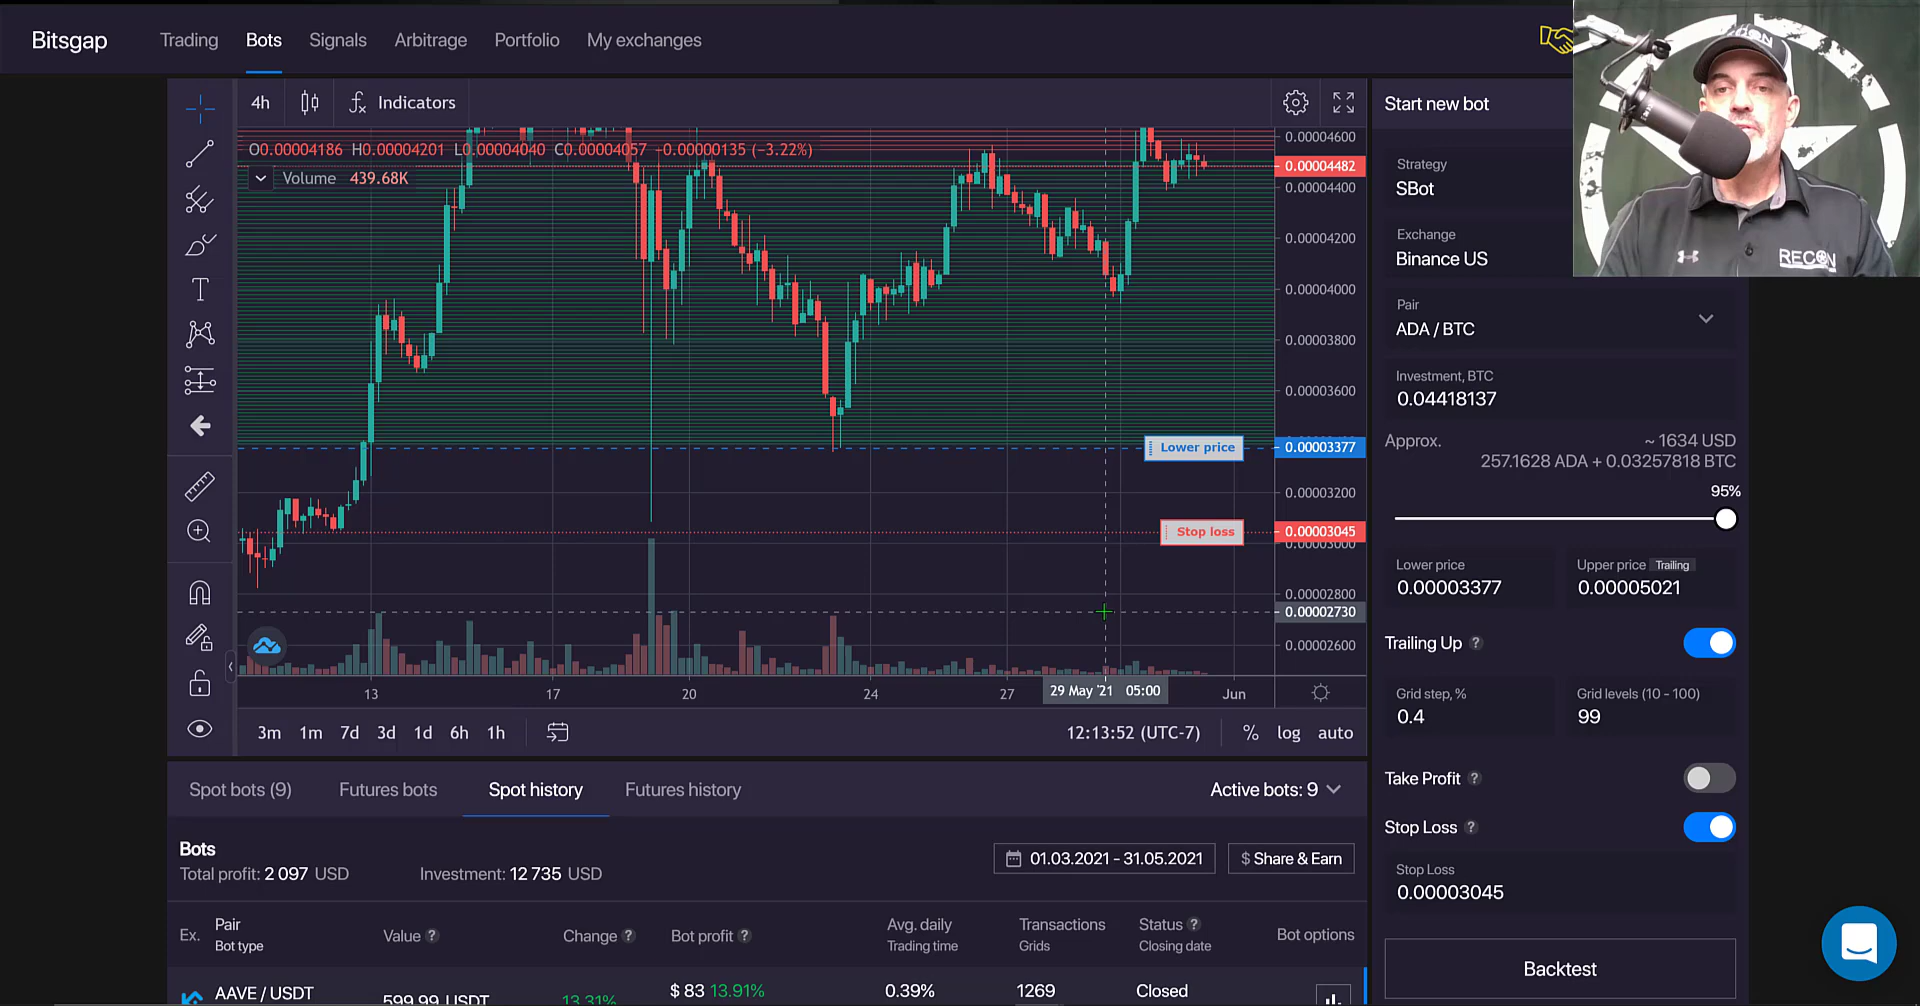 Bitsgap
Trading
Bots
Signals
Arbitrage
Portfolio
My exchanges
4h
Indicators
O0.00004186 H0.00004201 L0.00004040 C0.00004057 −0.00000135 (−3.22%)
Volume 439.68K
0.00004600
0.00004482
0.00004400
0.00004200
0.00004000
0.00003800
0.00003600
Lower price
0.00003377
0.00003200
Stop loss
0.00003045
0.00003000
0.00002800
0.00002730
0.00002600
13
17
20
24
27
29 May '21 05:00
Jun
3m
1m
7d
3d
1d
6h
1h
12:13:52 (UTC-7)
%
log
auto
Start new bot
Strategy
SBot
Exchange
Binance US
Pair
ADA / BTC
Investment, BTC
0.04418137
Approx.
~ 1634 USD
257.1628 ADA + 0.03257818 BTC
95%
Lower price
0.00003377
Upper price Trailing
0.00005021
Trailing Up ?
Grid step, %
0.4
Grid levels (10 - 100)
99
Take Profit ?
Stop Loss ?
Stop Loss
0.00003045
Backtest
Spot bots (9)
Futures bots
Spot history
Futures history
Active bots: 9
Bots
Total profit: 2 097 USD
Investment: 12 735 USD
01.03.2021 - 31.05.2021
$ Share & Earn
Ex.
Pair
Bot type
Value ?
Change ?
Bot profit ?
Avg. daily
Trading time
Transactions
Grids
Status ?
Closing date
Bot options
AAVE / USDT
599.99 USDT
13.31%
$ 83 13.91%
0.39%
1269
Closed
RECON